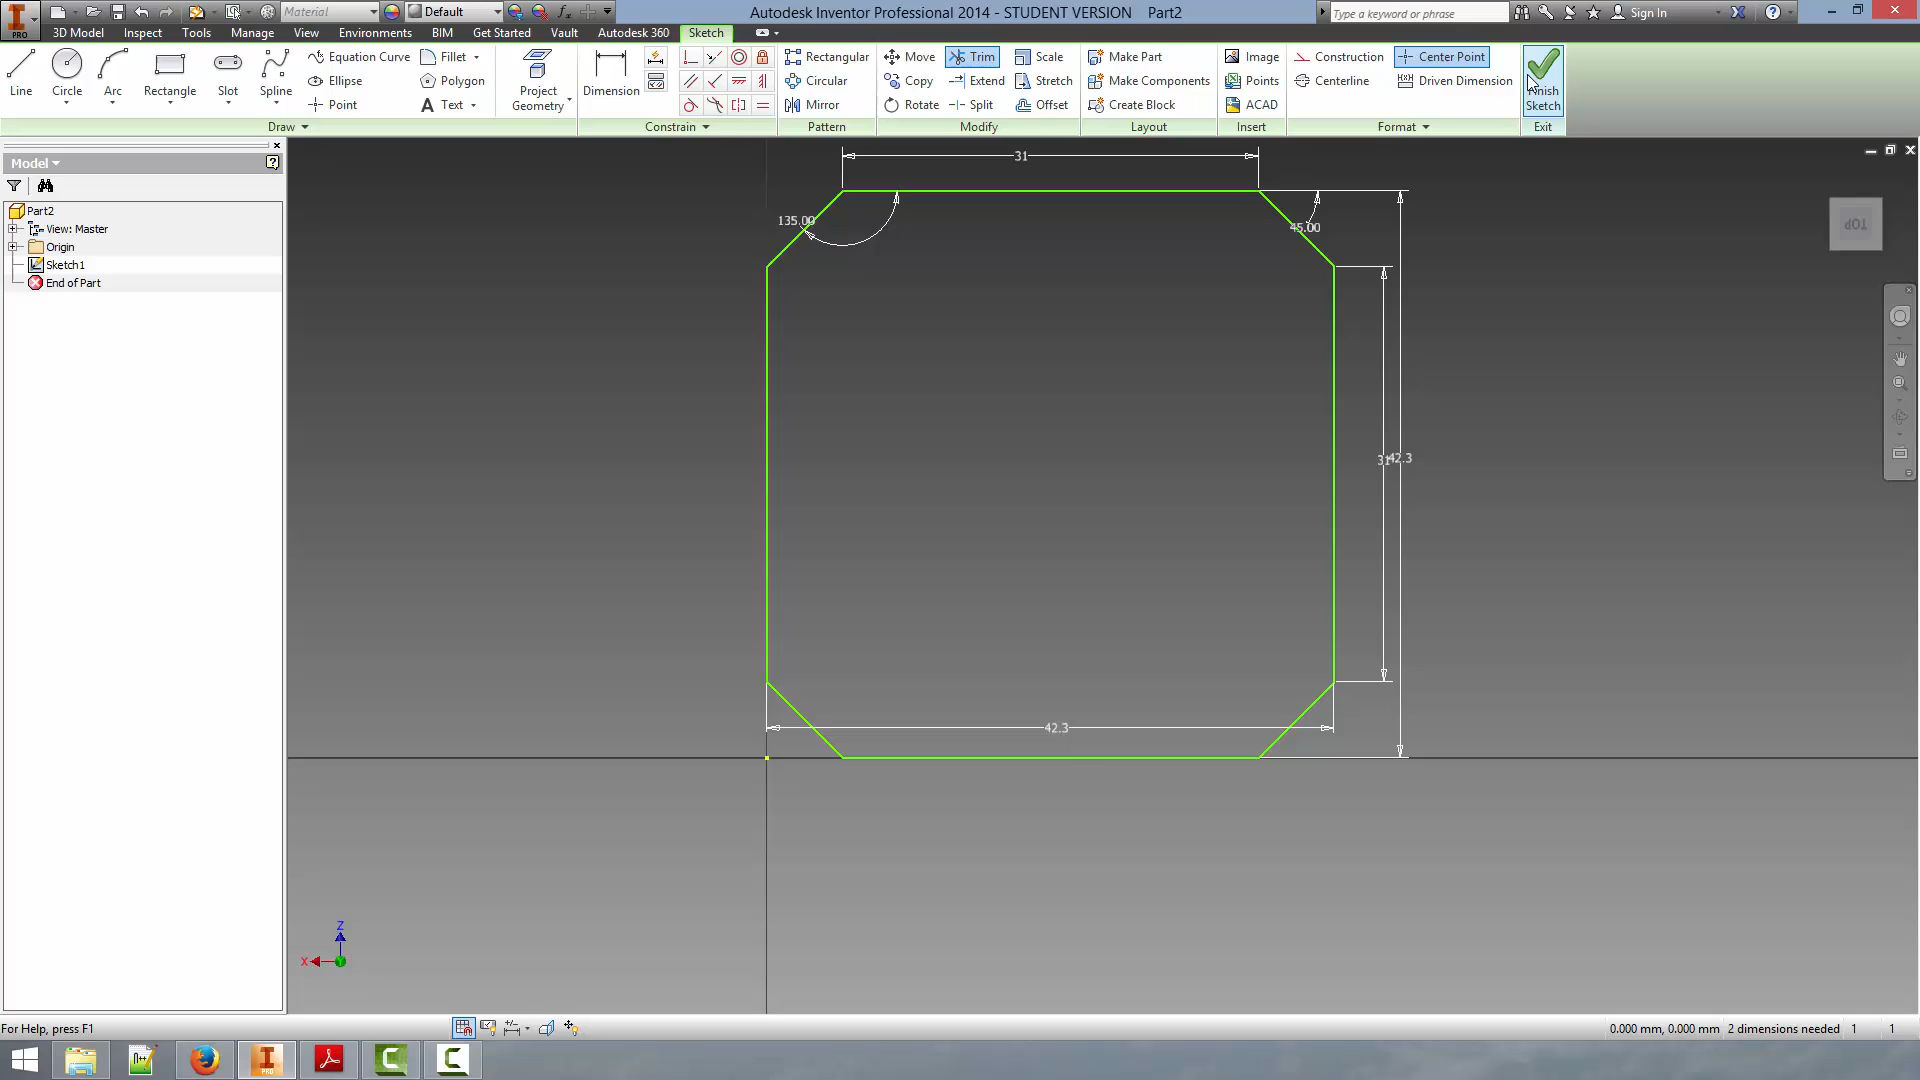 Material
Default
Autodesk Inventor Professional 2014 - STUDENT VERSION Part2
Type a keyword or phrase
Sign In
PRO
3D Model Inspect Tools Manage View Environments BIM Get Started Vault Autodesk 360 Sketch
Line Circle Arc Rectangle Slot Spline
Equation Curve Fillet
Ellipse Polygon
Point Text
Project Geometry
Dimension
Rectangular
Circular
Mirror
Move Trim Scale
Copy Extend Stretch
Rotate Split Offset
Make Part
Make Components
Create Block
Image
Points
ACAD
Construction Center Point
Centerline Driven Dimension
Finish Sketch
Draw Constrain Pattern Modify Layout Insert Format Exit
Model
Part2
View: Master
Origin
Sketch1
End of Part
31
135.00
45.00
31
42.3
42.3
TOP
Z
X
For Help, press F1
0.000 mm, 0.000 mm 2 dimensions needed 1 1
PRO